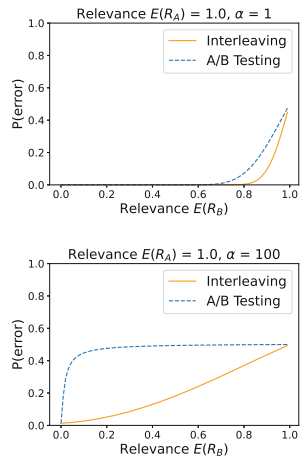 Relevance E(R_A) = 1.0, α = 1
1.0
0.8
0.6
0.4
0.2
0.0
P(error)
Interleaving
A/B Testing
0.0 0.2 0.4 0.6 0.8 1.0
Relevance E(R_B)
Relevance E(R_A) = 1.0, α = 100
1.0
0.8
0.6
0.4
0.2
0.0
P(error)
Interleaving
A/B Testing
0.0 0.2 0.4 0.6 0.8 1.0
Relevance E(R_B)